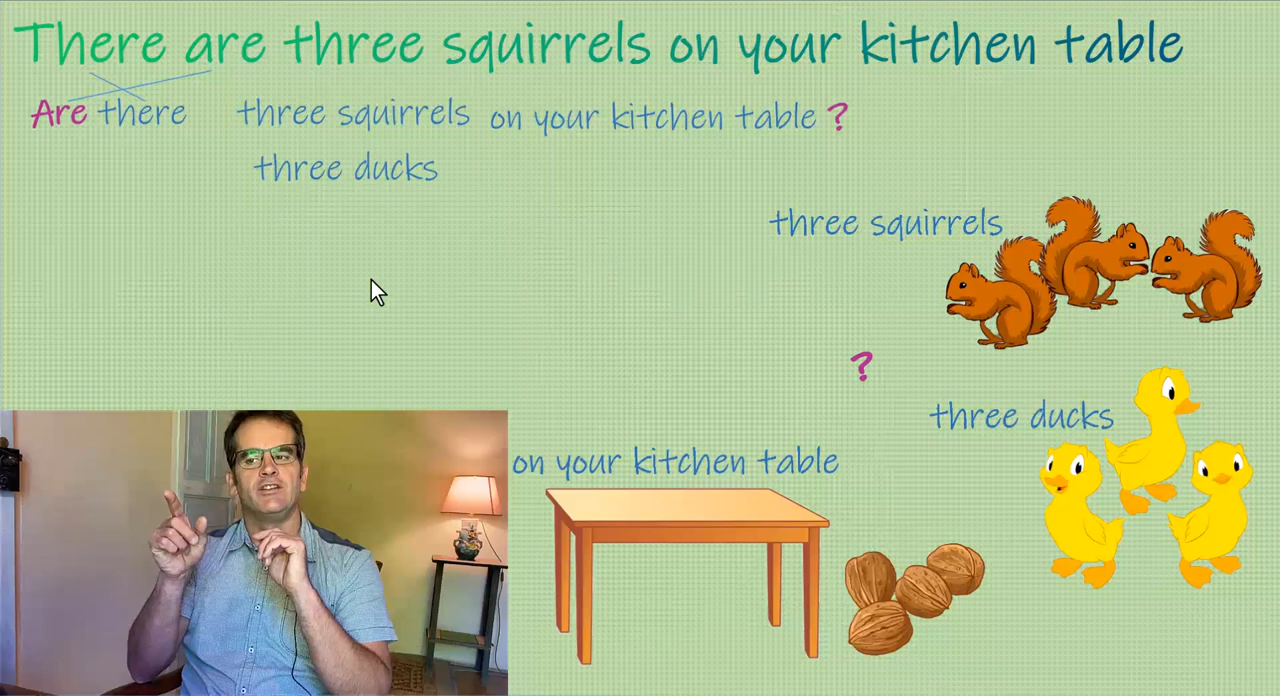 There are three squirrels on your kitchen table
Are there three squirrels on your kitchen table ?
three ducks
three squirrels
?
three ducks
on your kitchen table